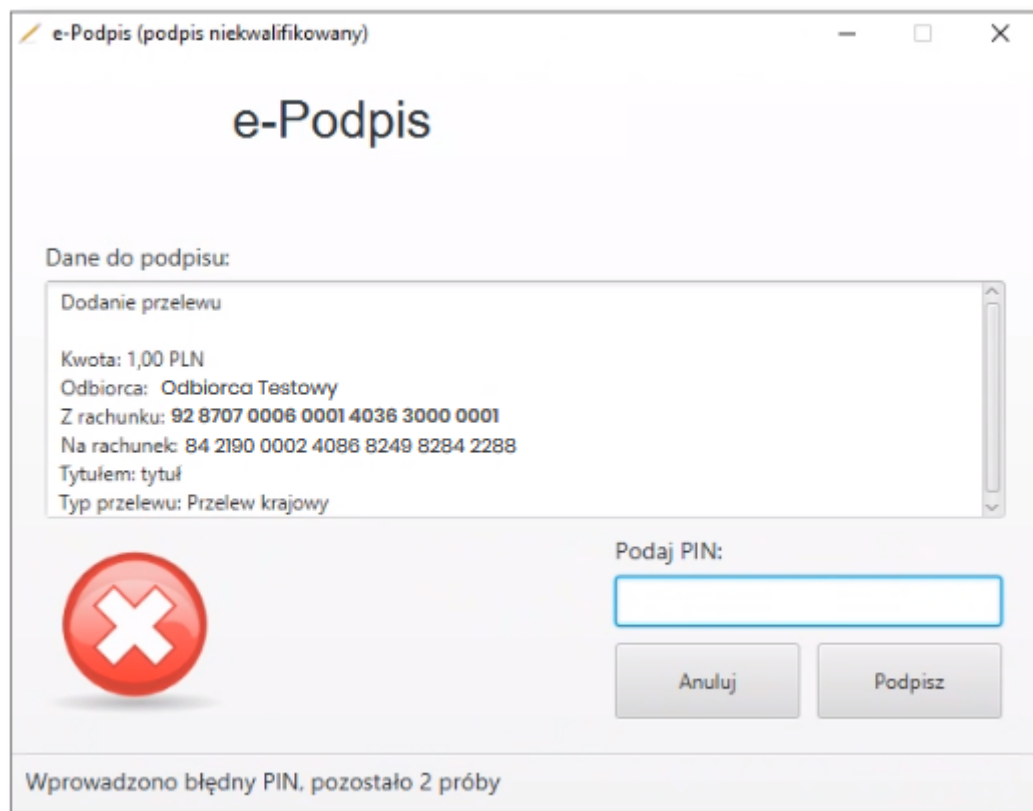 e-Podpis (podpis niekwalifikowany)
e-Podpis
Dane do podpisu:
Dodanie przelewu
Kwota: 1,00 PLN
Odbiorca: Odbiorca Testowy
Z rachunku: 92 8707 0006 0001 4036 3000 0001
Na rachunek: 84 2190 0002 4086 8249 8284 2288
Tytułem: tytuł
Typ przelewu: Przelew krajowy
Podaj PIN:
Anuluj
Podpisz
Wprowadzono błędny PIN, pozostało 2 próby